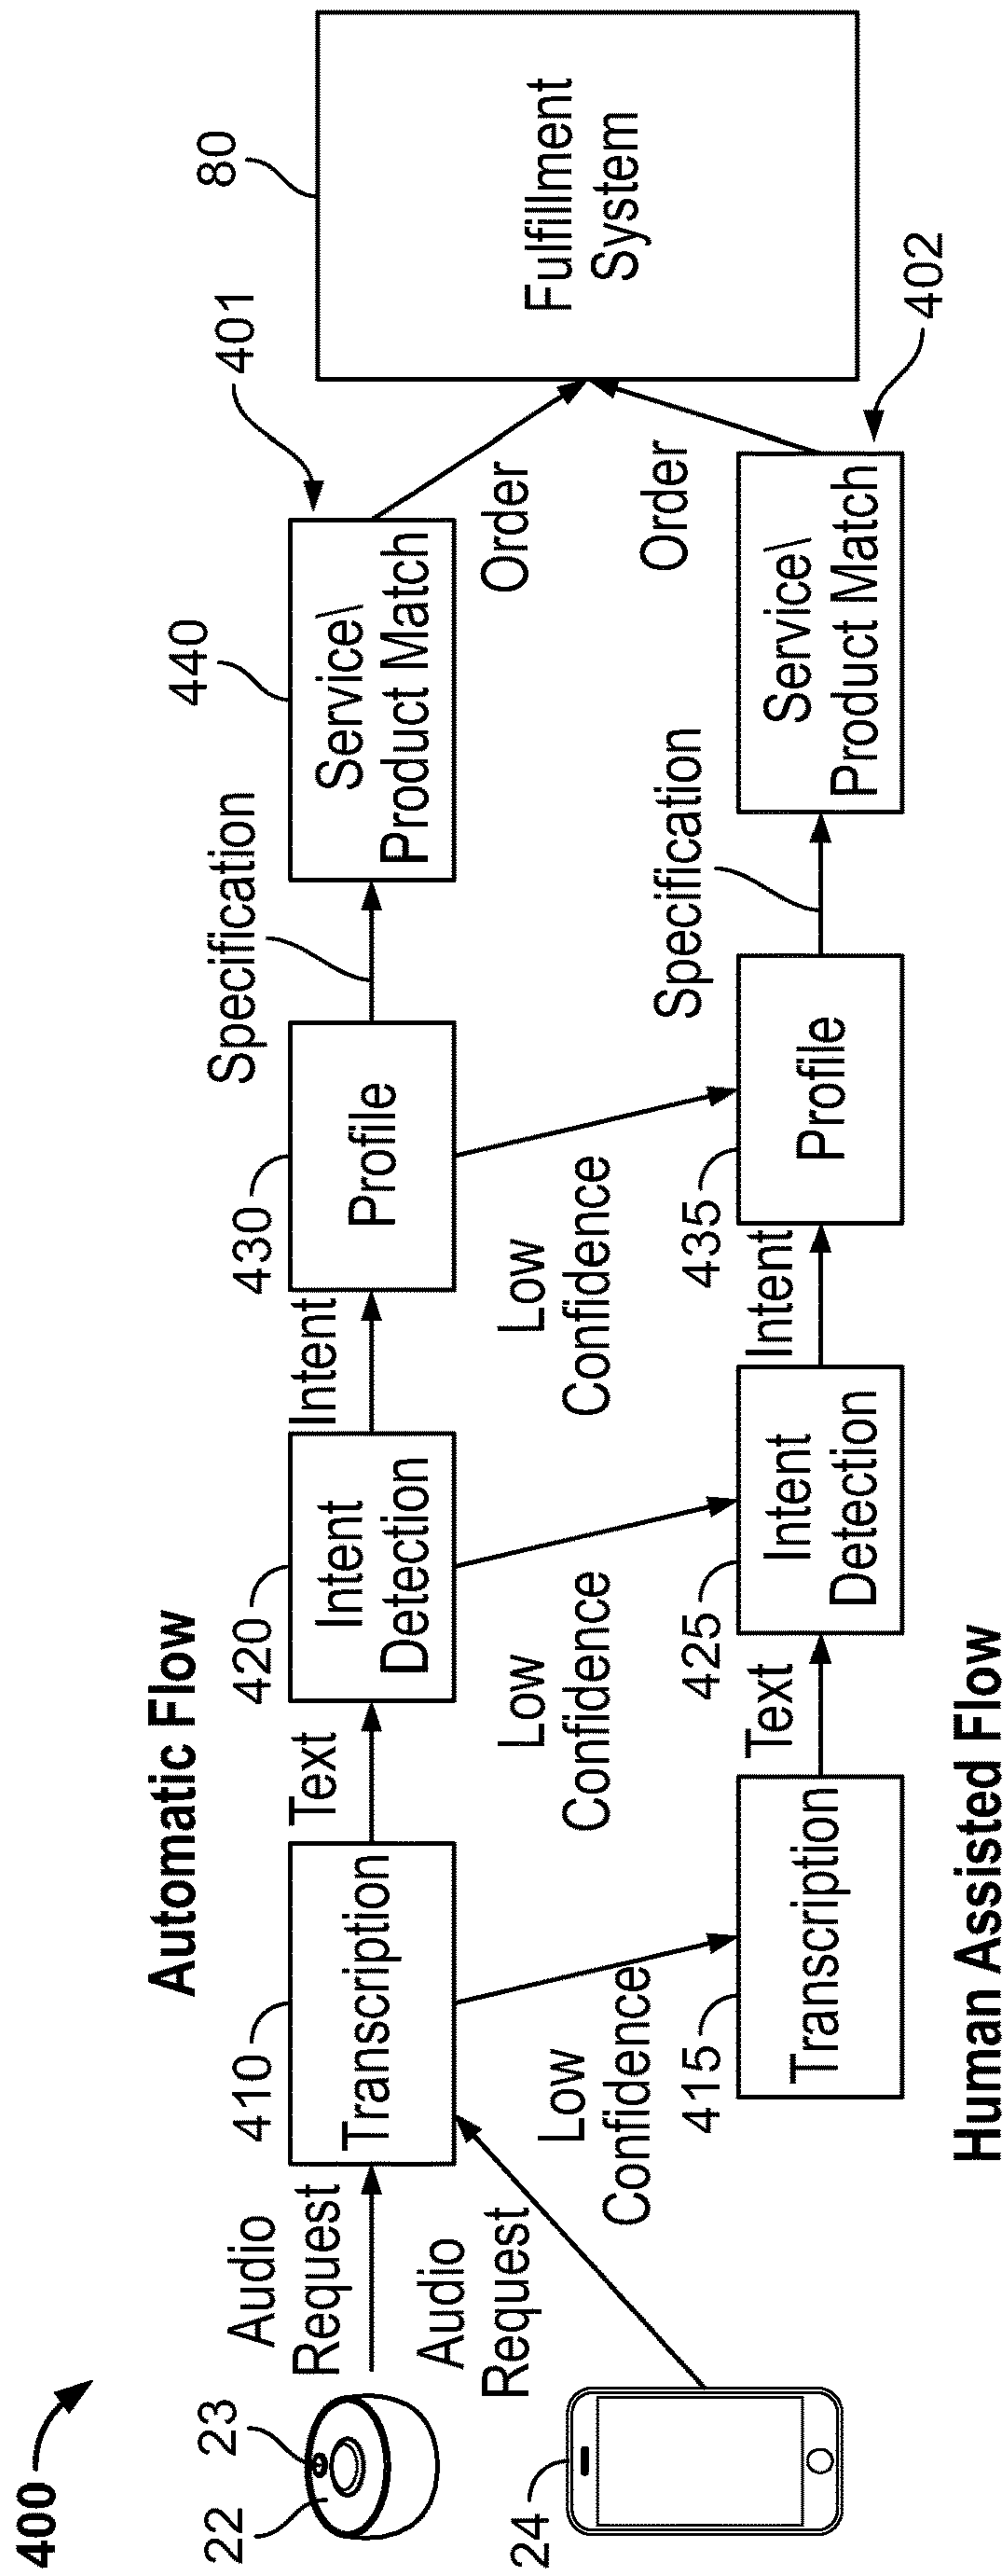 400
Automatic Flow
22
23
Audio
Request
410
Transcription
Text
420
Intent
Detection
Intent
430
Profile
Specification
440
Service\
Product Match
401
Order
80
Fulfillment
System
24
Audio
Request
Low
Confidence
Low
Confidence
Low
Confidence
415
Transcription
Text
425
Intent
Detection
Intent
435
Profile
Specification
Service\
Product Match
Order
402
Human Assisted Flow